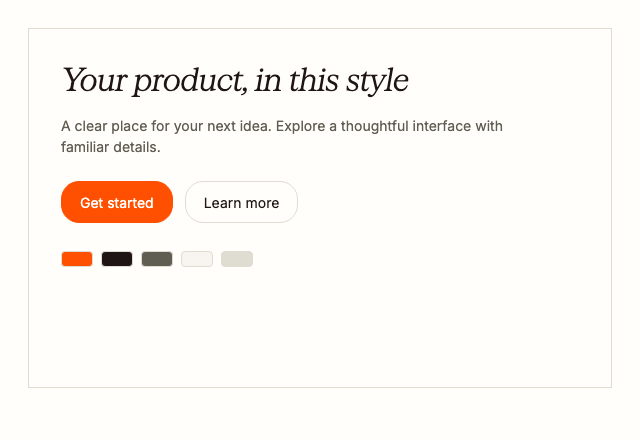 Your product, in this style
A clear place for your next idea. Explore a thoughtful interface with
familiar details.
Get started
Learn more